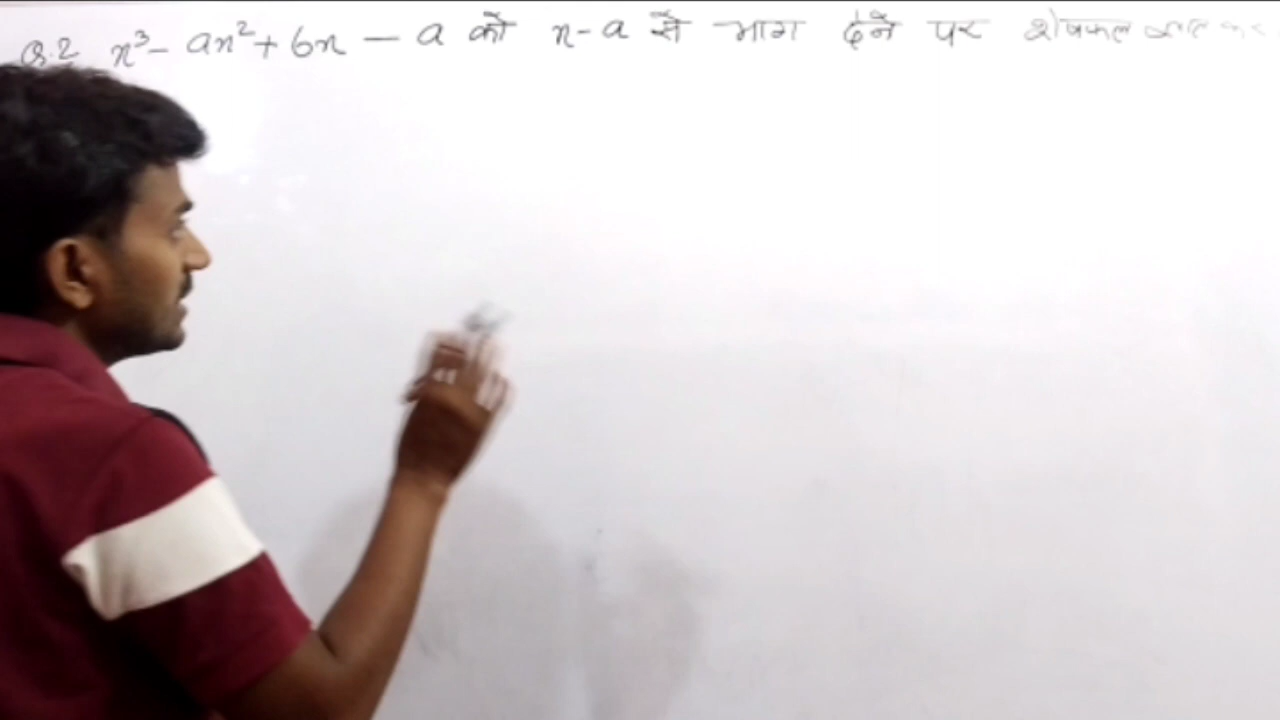 Q.2 x³ - ax² + 6x - a को x-a से भाग देने पर शेषफल ज्ञात